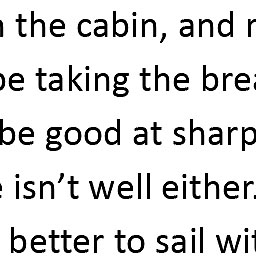 the cabin, and
be taking the brea
be good at sharp
isn’t well either.
better to sail wit